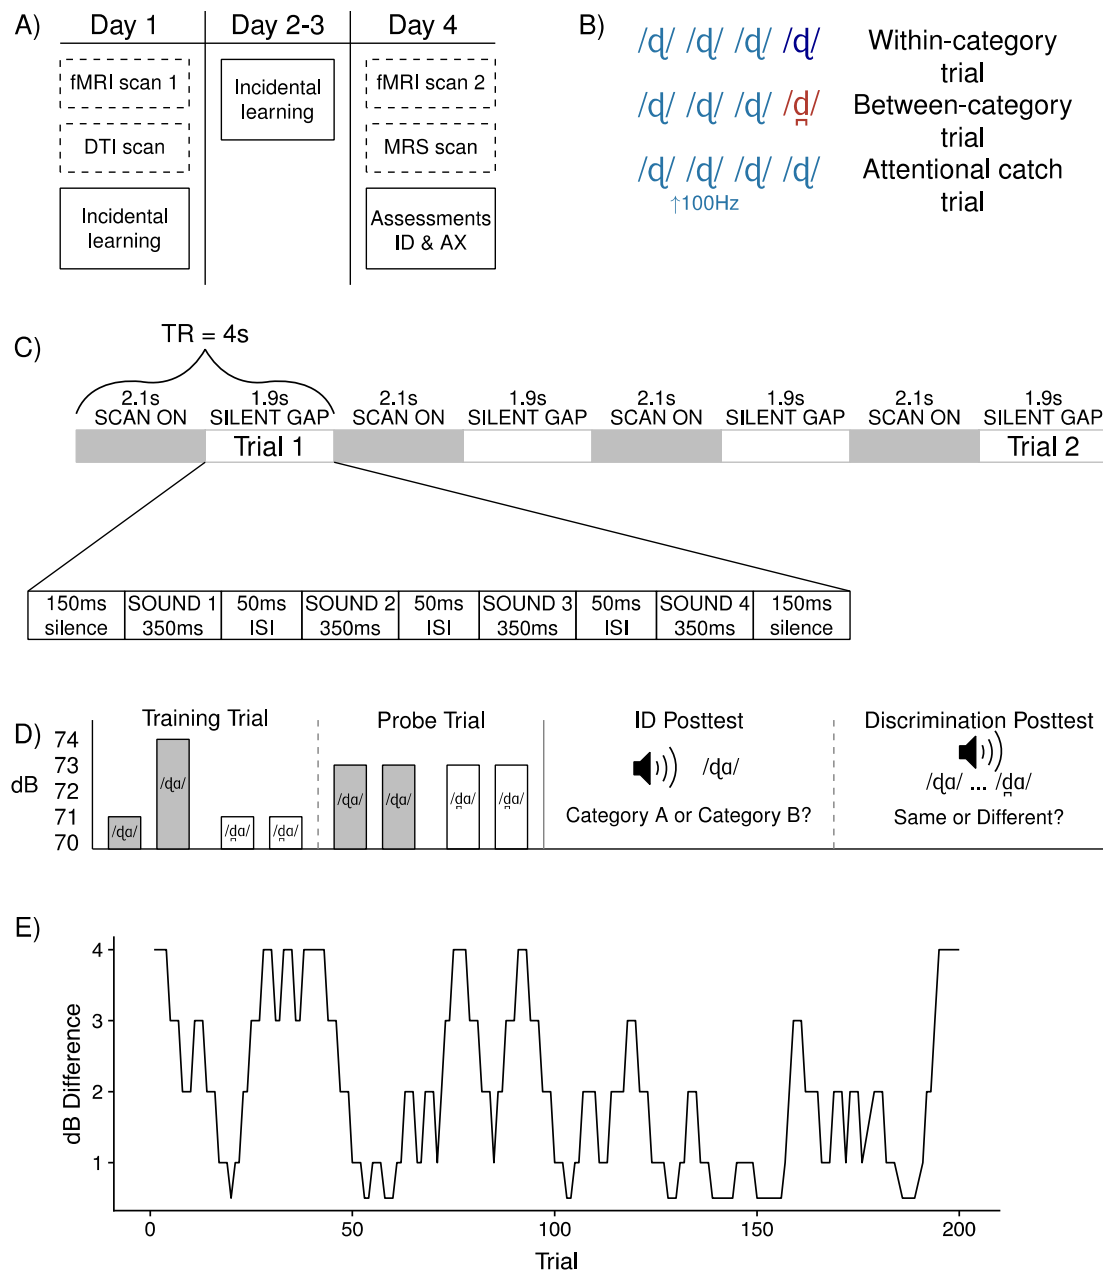 A)
Day 1
Day 2-3
Day 4
fMRI scan 1
DTI scan
Incidental
learning
Incidental
learning
fMRI scan 2
MRS scan
Assessments
ID & AX
B)
/ɖ/ /ɖ/ /ɖ/ /ɖ/
Within-category
trial
/ɖ/ /ɖ/ /ɖ/ /d̪/
Between-category
trial
/ɖ/ /ɖ/ /ɖ/ /ɖ/
↑100Hz
Attentional catch
trial
C)
TR = 4s
2.1s
SCAN ON
1.9s
SILENT GAP
2.1s
SCAN ON
1.9s
SILENT GAP
2.1s
SCAN ON
1.9s
SILENT GAP
2.1s
SCAN ON
1.9s
SILENT GAP
Trial 1
Trial 2
150ms
silence
SOUND 1
350ms
50ms
ISI
SOUND 2
350ms
50ms
ISI
SOUND 3
350ms
50ms
ISI
SOUND 4
350ms
150ms
silence
D)
Training Trial
Probe Trial
ID Posttest
Discrimination Posttest
dB
74
73
72
71
70
/ɖɑ/
/ɖɑ/
/d̪ɑ/
/d̪ɑ/
/ɖɑ/
/ɖɑ/
/d̪ɑ/
/d̪ɑ/
/ɖɑ/
Category A or Category B?
/ɖɑ/ ... /d̪ɑ/
Same or Different?
E)
dB Difference
4
3
2
1
0
50
100
150
200
Trial